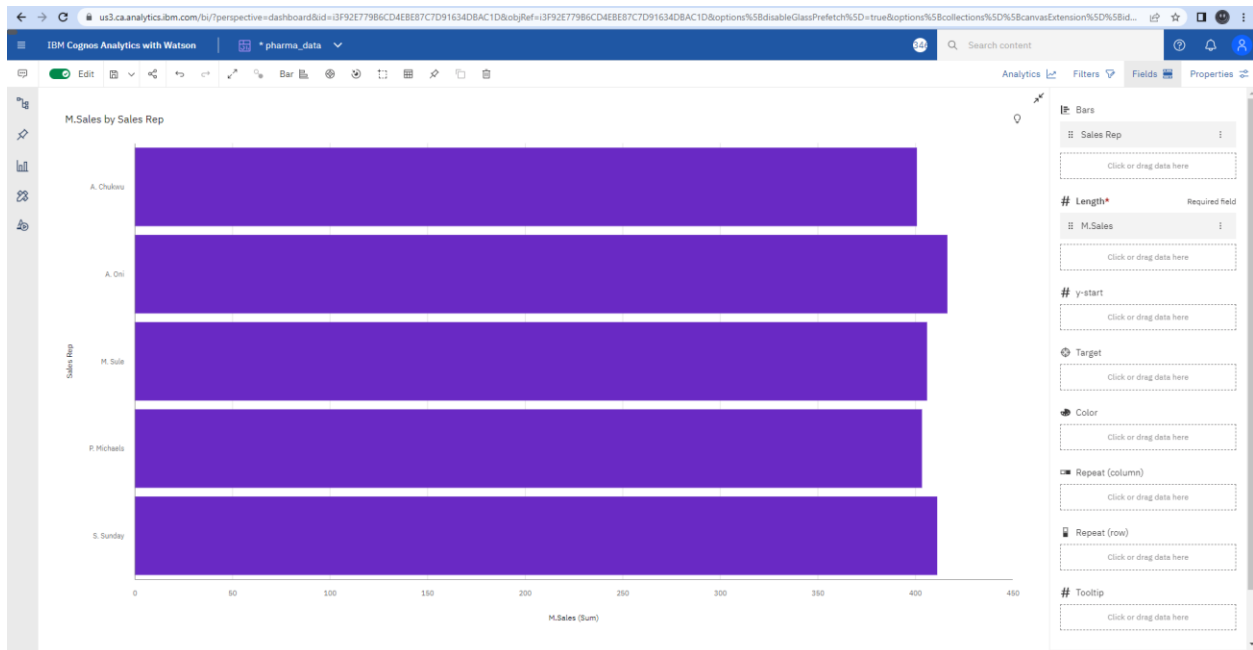 us3.ca.analytics.ibm.com/bi/?perspective=dashboard&id=i3F92E779B6CD4EBE87C7D91634DBAC1D&objRef=i3F92E779B6CD4EBE87C7D91634DBAC1D&options%5BdisableGlassPrefetch%5D=true&options%5Bcollections%5D%5BcanvasExtension%5D%5Bid...
IBM Cognos Analytics with Watson
* pharma_data
Search content
Edit
Bar
Analytics
Filters
Fields
Properties
M.Sales by Sales Rep
Sales Rep
A. Chukwu
A. Oni
M. Sule
P. Michaels
S. Sunday
0 50 100 150 200 250 300 350 400 450
M.Sales (Sum)
Bars
Sales Rep
Click or drag data here
# Length* Required field
M.Sales
Click or drag data here
# y-start
Click or drag data here
Target
Click or drag data here
Color
Click or drag data here
Repeat (column)
Click or drag data here
Repeat (row)
Click or drag data here
# Tooltip
Click or drag data here